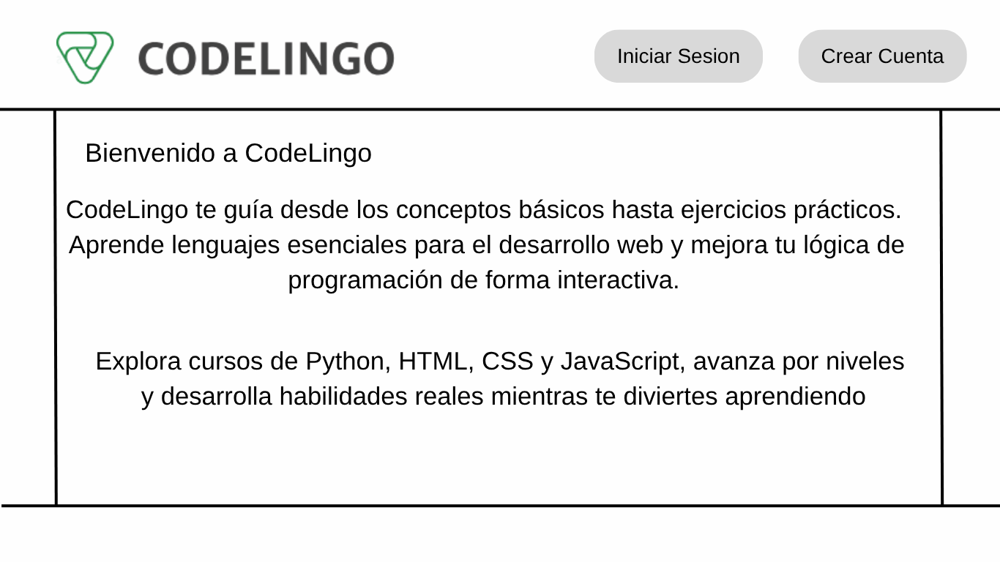 CODELINGO
Iniciar Sesion
Crear Cuenta
Bienvenido a CodeLingo
CodeLingo te guía desde los conceptos básicos hasta ejercicios prácticos.
Aprende lenguajes esenciales para el desarrollo web y mejora tu lógica de
programación de forma interactiva.
Explora cursos de Python, HTML, CSS y JavaScript, avanza por niveles
y desarrolla habilidades reales mientras te diviertes aprendiendo